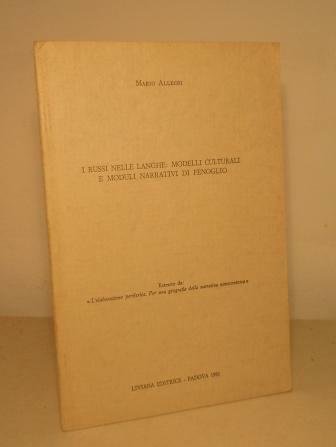 MARIO ALLEGRI
I RUSSI NELLE LANGHE: MODELLI CULTURALI
E MODULI NARRATIVI DI FENOGLIO
Estratto da:
«L'elaborazione periferica. Per una geografia della narrativa novecentesca»
LIVIANA EDITRICE - PADOVA